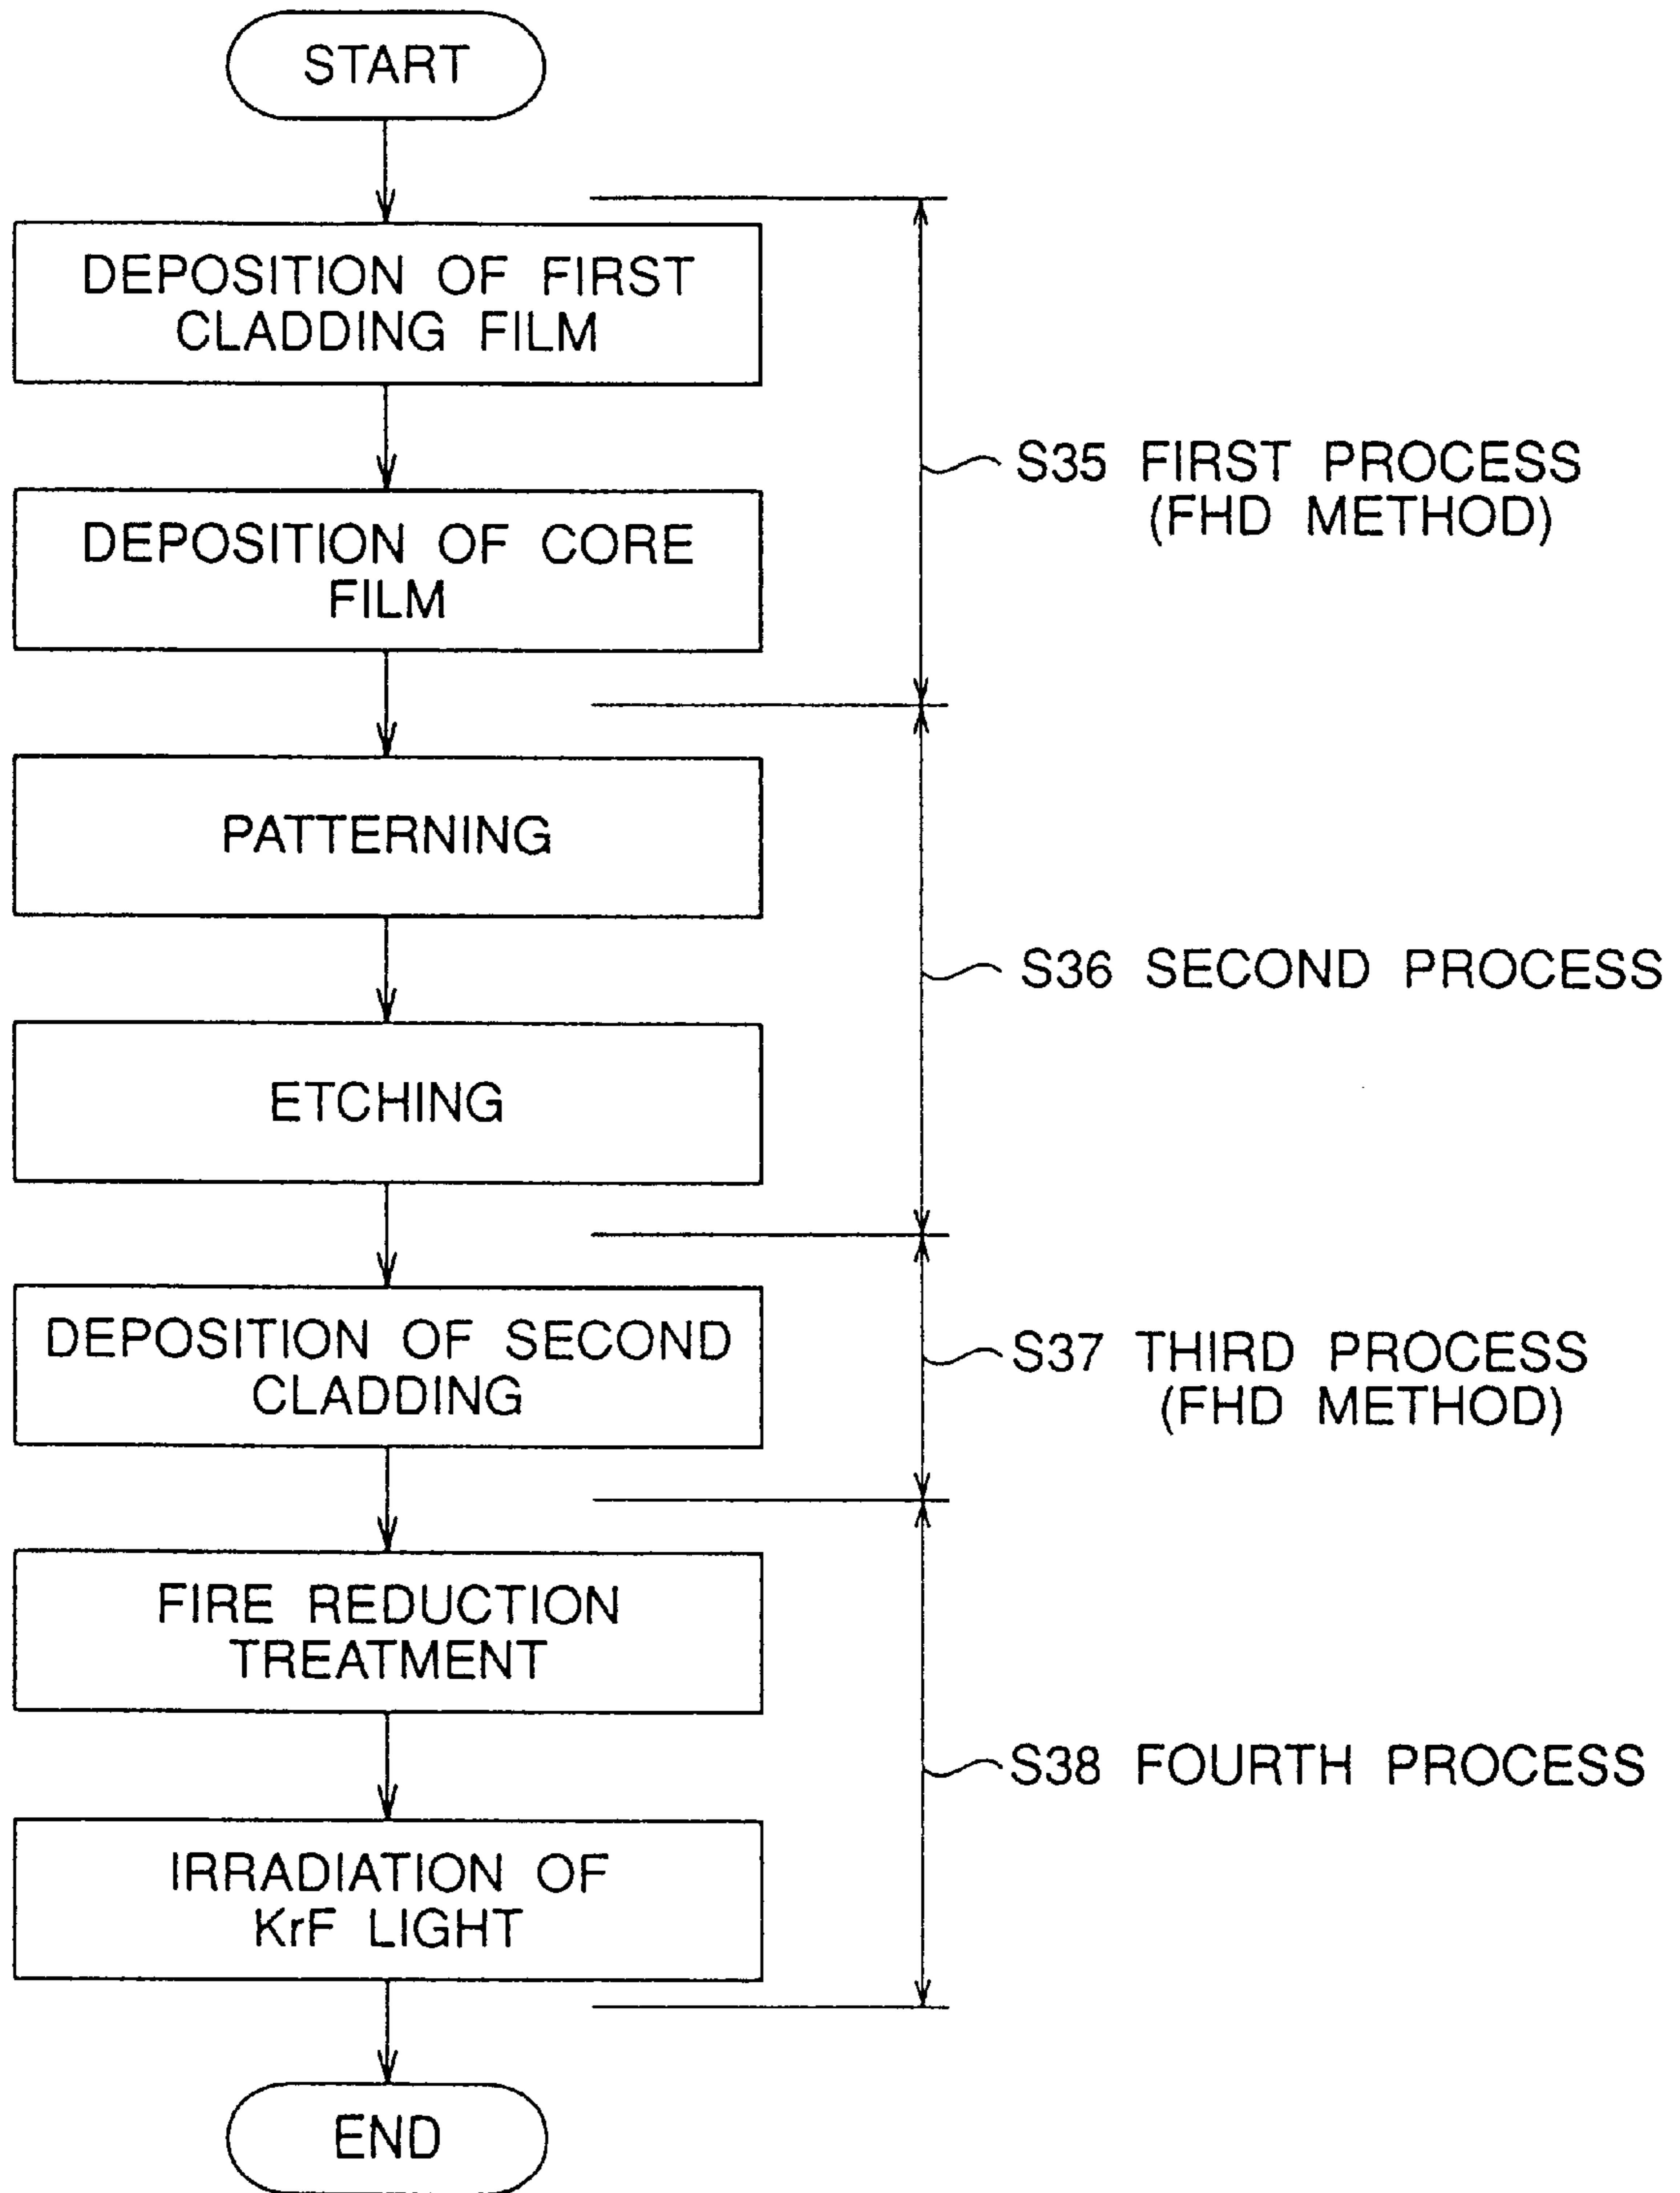 START
DEPOSITION OF FIRST
CLADDING FILM
DEPOSITION OF CORE
FILM
S35 FIRST PROCESS
(FHD METHOD)
PATTERNING
ETCHING
S36 SECOND PROCESS
DEPOSITION OF SECOND
CLADDING
S37 THIRD PROCESS
(FHD METHOD)
FIRE REDUCTION
TREATMENT
IRRADIATION OF
KrF LIGHT
S38 FOURTH PROCESS
END